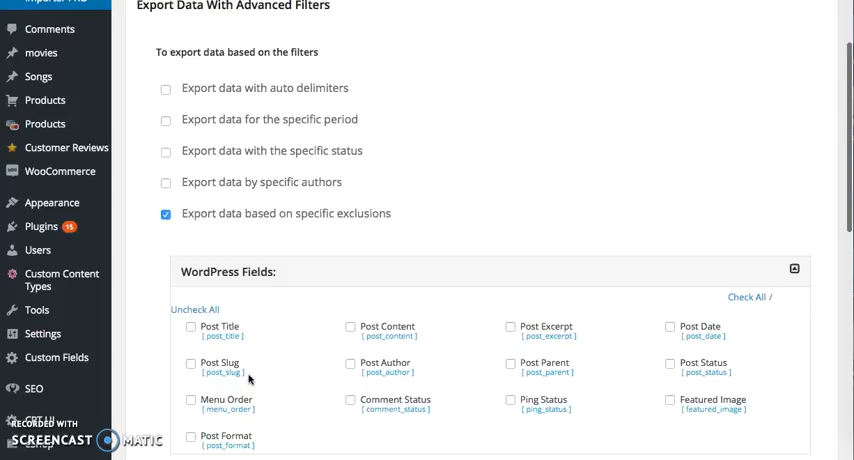 Importer PRO
Export Data With Advanced Filters
Comments
movies
Songs
Products
Products
Customer Reviews
WooCommerce
Appearance
Plugins 15
Users
Custom Content
Types
Tools
Settings
Custom Fields
SEO
CPT UI
eShop
To export data based on the filters
Export data with auto delimiters
Export data for the specific period
Export data with the specific status
Export data by specific authors
Export data based on specific exclusions
WordPress Fields:
Check All /
Uncheck All
Post Title Post Content Post Excerpt Post Date
[ post_title ] [ post_content ] [ post_excerpt ] [ post_date ]
Post Slug Post Author Post Parent Post Status
[ post_slug ] [ post_author ] [ post_parent ] [ post_status ]
Menu Order Comment Status Ping Status Featured Image
[ menu_order ] [ comment_status ] [ ping_status ] [ featured_image ]
Post Format
[ post_format ]
RECORDED WITH
SCREENCAST MATIC